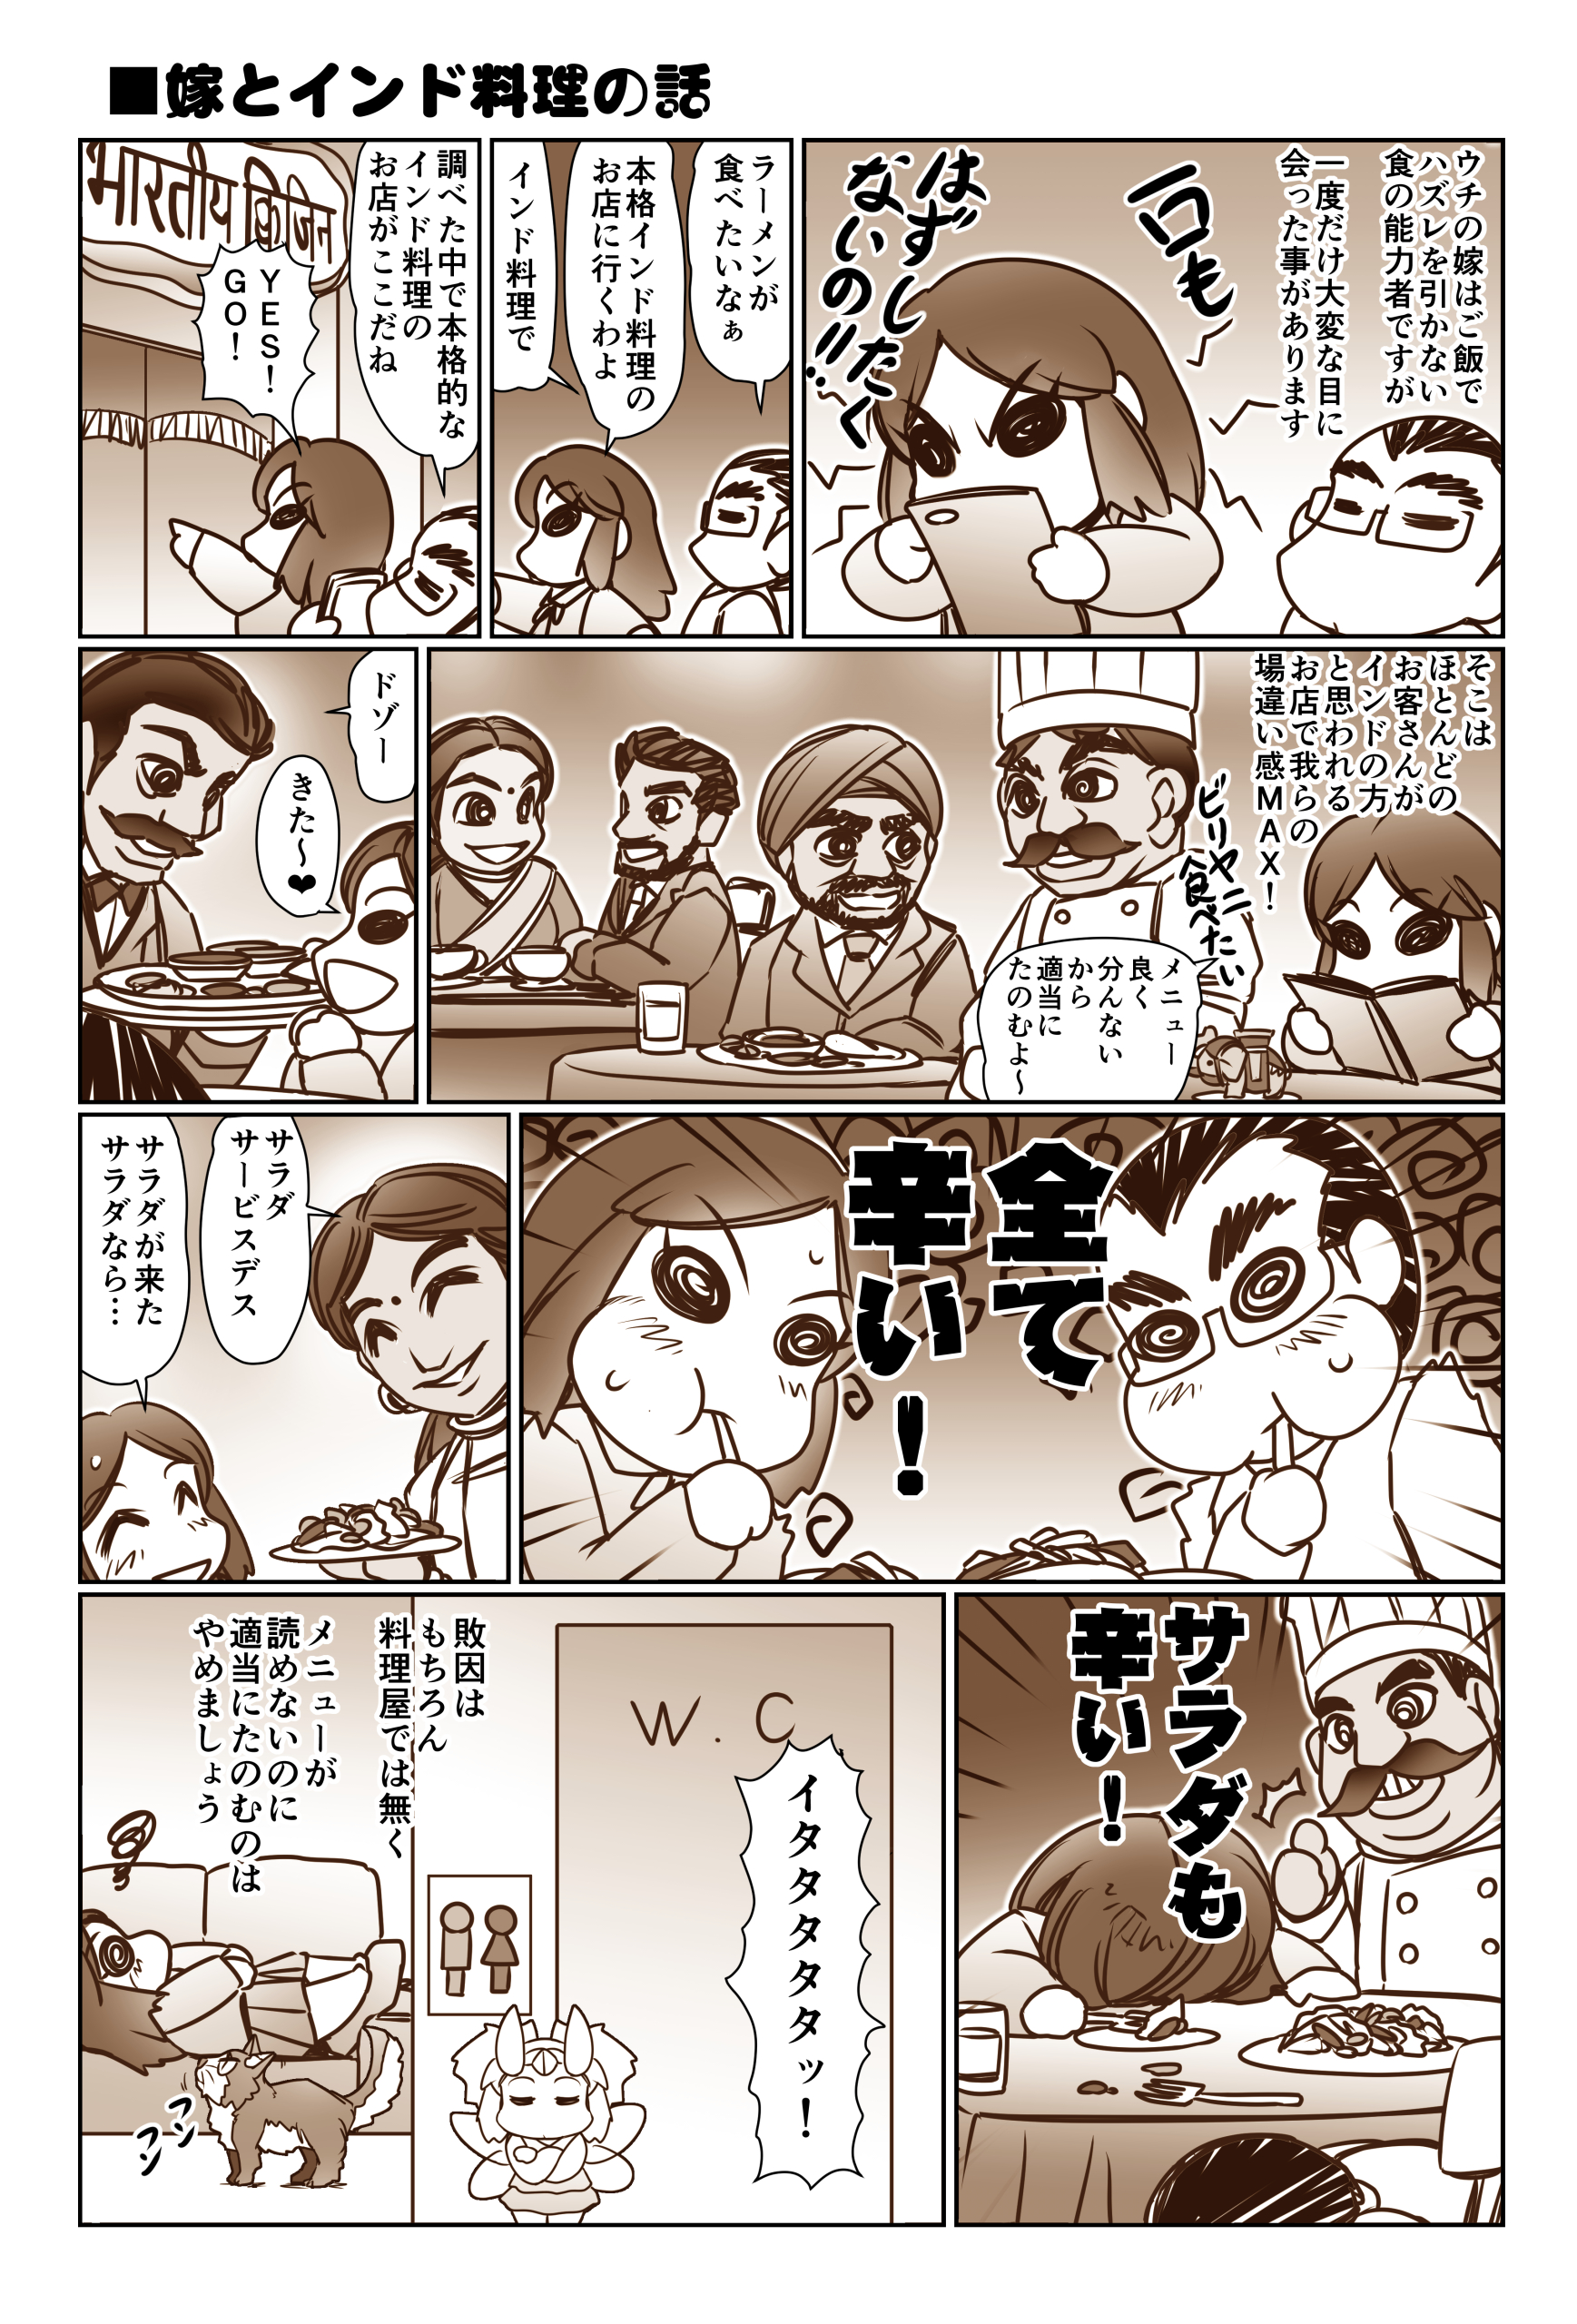 ■嫁とインド料理の話
ウチの嫁はご飯で
ハズレを引かない
食の能力者ですが
一度だけ大変な目に
会った事があります
一コも
はずしたく
ないの!!
ラーメンが
食べたいなぁ
本格インド料理の
お店に行くわよ
インド料理で
調べた中で本格的な
インド料理の
お店がここだね
YES!
GO!
भारतीय क्विजिन
そこは
ほとんどの
お客さんが
インドの方
と思われる
お店で我らの
場違い感MAX!
ビリヤニ
食べたい
メニュー
良く
分んない
から
適当に
たのむよ〜
ドゾー
きた〜❤
全て
辛い!
サラダ
サービスデス
サラダが来た
サラダなら…
サラダも
辛い!
W.C
イタタタタタッ!
敗因は
もちろん
料理屋では無く
メニューが
読めないのに
適当にたのむのは
やめましょう
フン
フン